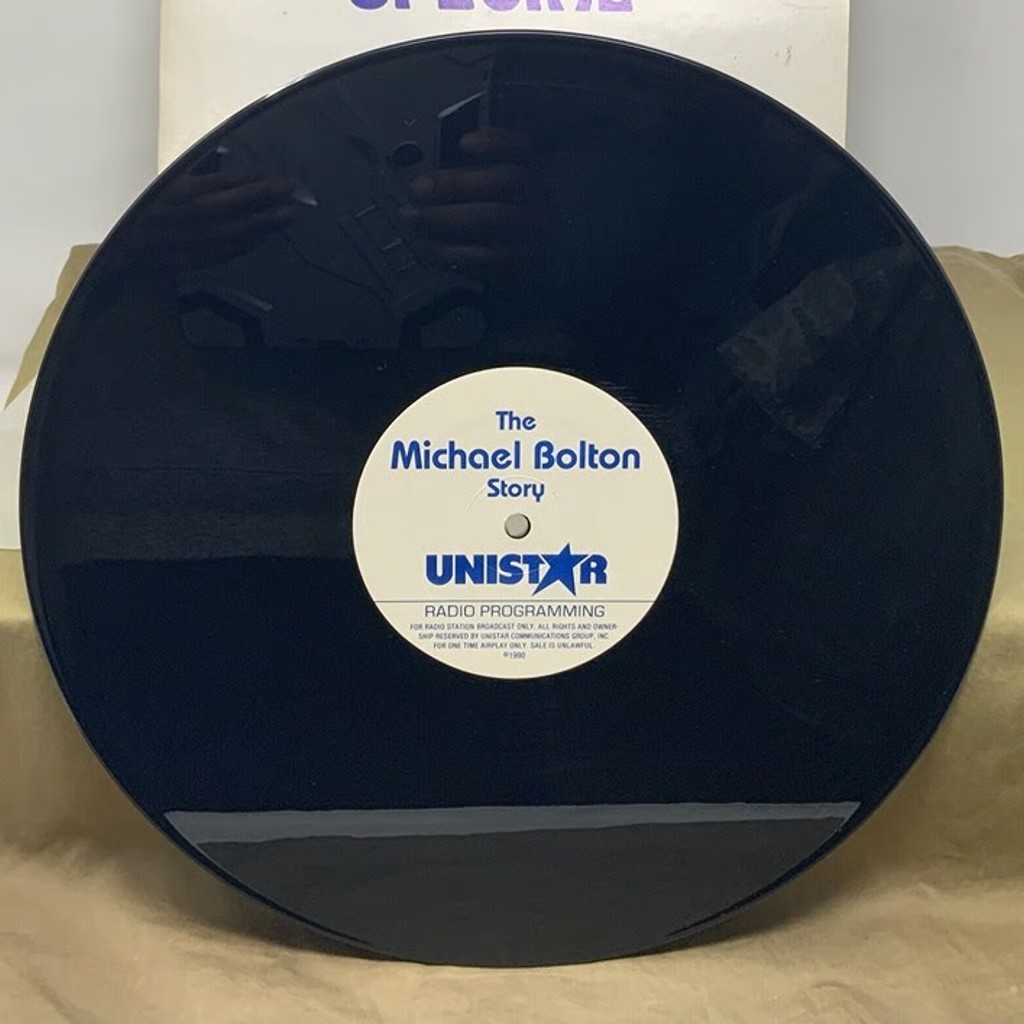 The
Michael Bolton
Story
UNISTAR
RADIO PROGRAMMING
FOR RADIO STATION BROADCAST ONLY. ALL RIGHTS AND OWNER-
SHIP RESERVED BY UNISTAR COMMUNICATIONS GROUP, INC.
FOR ONE TIME AIRPLAY ONLY. SALE IS UNLAWFUL.
℗1990